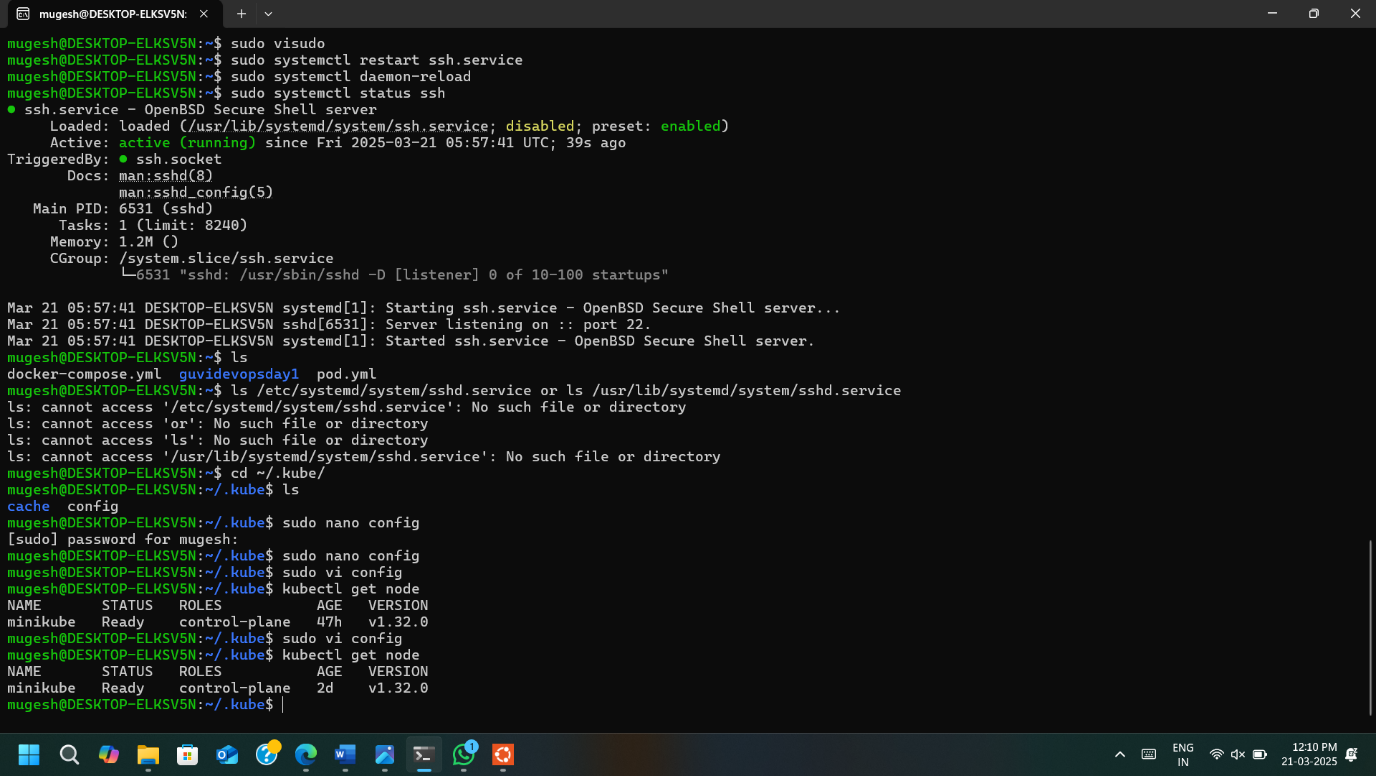 mugesh@DESKTOP-ELKSV5N:
mugesh@DESKTOP-ELKSV5N:~$ sudo visudo
mugesh@DESKTOP-ELKSV5N:~$ sudo systemctl restart ssh.service
mugesh@DESKTOP-ELKSV5N:~$ sudo systemctl daemon-reload
mugesh@DESKTOP-ELKSV5N:~$ sudo systemctl status ssh
● ssh.service - OpenBSD Secure Shell server
Loaded: loaded (/usr/lib/systemd/system/ssh.service; disabled; preset: enabled)
Active: active (running) since Fri 2025-03-21 05:57:41 UTC; 39s ago
TriggeredBy: ● ssh.socket
Docs: man:sshd(8)
man:sshd_config(5)
Main PID: 6531 (sshd)
Tasks: 1 (limit: 8240)
Memory: 1.2M ()
CGroup: /system.slice/ssh.service
└─6531 "sshd: /usr/sbin/sshd -D [listener] 0 of 10-100 startups"
Mar 21 05:57:41 DESKTOP-ELKSV5N systemd[1]: Starting ssh.service - OpenBSD Secure Shell server...
Mar 21 05:57:41 DESKTOP-ELKSV5N sshd[6531]: Server listening on :: port 22.
Mar 21 05:57:41 DESKTOP-ELKSV5N systemd[1]: Started ssh.service - OpenBSD Secure Shell server.
mugesh@DESKTOP-ELKSV5N:~$ ls
docker-compose.yml guvidevopsday1 pod.yml
mugesh@DESKTOP-ELKSV5N:~$ ls /etc/systemd/system/sshd.service or ls /usr/lib/systemd/system/sshd.service
ls: cannot access '/etc/systemd/system/sshd.service': No such file or directory
ls: cannot access 'or': No such file or directory
ls: cannot access 'ls': No such file or directory
ls: cannot access '/usr/lib/systemd/system/sshd.service': No such file or directory
mugesh@DESKTOP-ELKSV5N:~$ cd ~/.kube/
mugesh@DESKTOP-ELKSV5N:~/.kube$ ls
cache config
mugesh@DESKTOP-ELKSV5N:~/.kube$ sudo nano config
[sudo] password for mugesh:
mugesh@DESKTOP-ELKSV5N:~/.kube$ sudo nano config
mugesh@DESKTOP-ELKSV5N:~/.kube$ sudo vi config
mugesh@DESKTOP-ELKSV5N:~/.kube$ kubectl get node
NAME STATUS ROLES AGE VERSION
minikube Ready control-plane 47h v1.32.0
mugesh@DESKTOP-ELKSV5N:~/.kube$ sudo vi config
mugesh@DESKTOP-ELKSV5N:~/.kube$ kubectl get node
NAME STATUS ROLES AGE VERSION
minikube Ready control-plane 2d v1.32.0
mugesh@DESKTOP-ELKSV5N:~/.kube$
1
ENG
IN
12:10 PM
21-03-2025